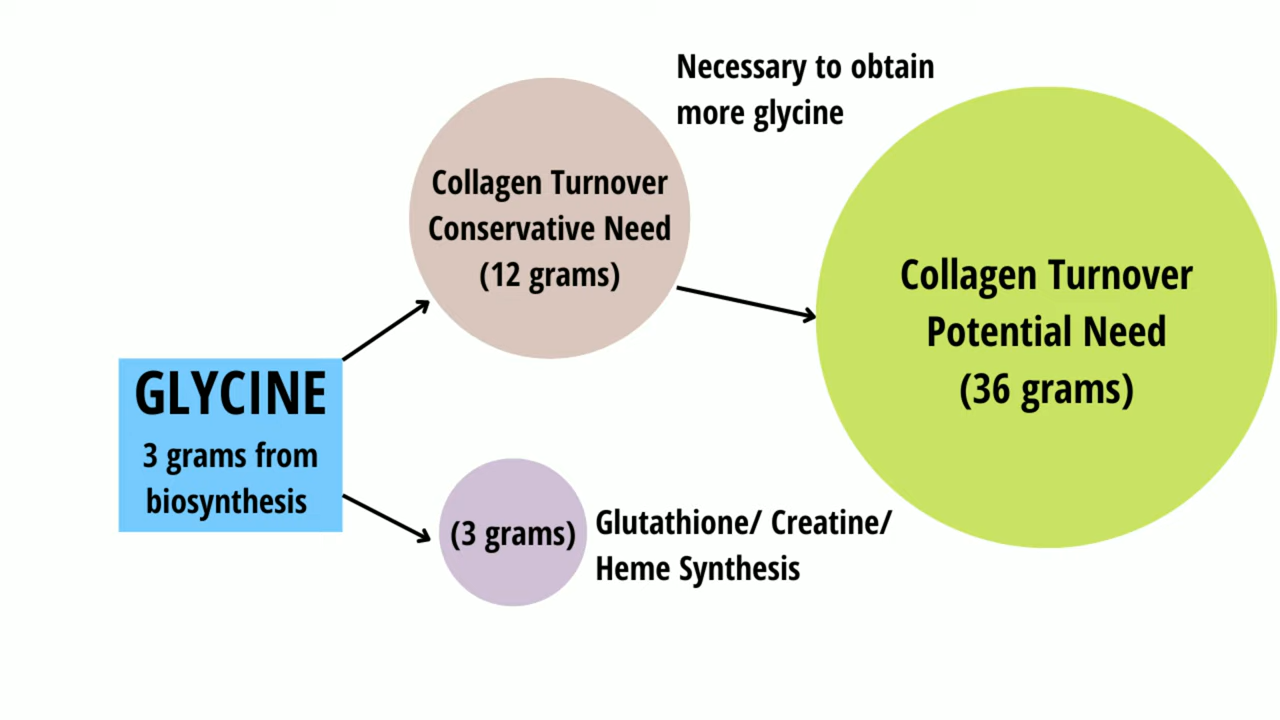 Necessary to obtain
more glycine
Collagen Turnover
Conservative Need
(12 grams)
Collagen Turnover
Potential Need
(36 grams)
GLYCINE
3 grams from
biosynthesis
(3 grams)
Glutathione/ Creatine/
Heme Synthesis